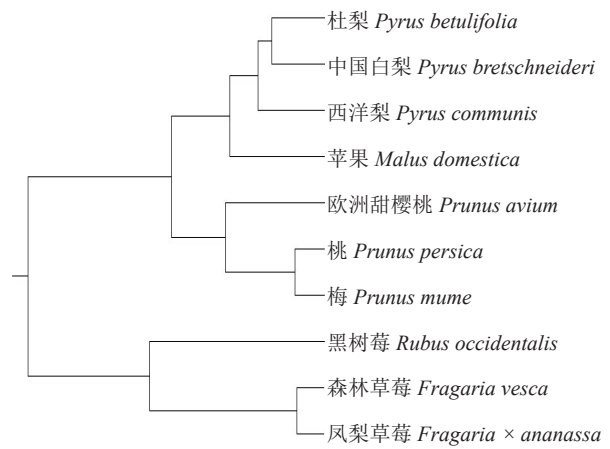 杜梨 Pyrus betulifolia
中国白梨 Pyrus bretschneideri
西洋梨 Pyrus communis
苹果 Malus domestica
欧洲甜樱桃 Prunus avium
桃 Prunus persica
梅 Prunus mume
黑树莓 Rubus occidentalis
森林草莓 Fragaria vesca
凤梨草莓 Fragaria × ananassa